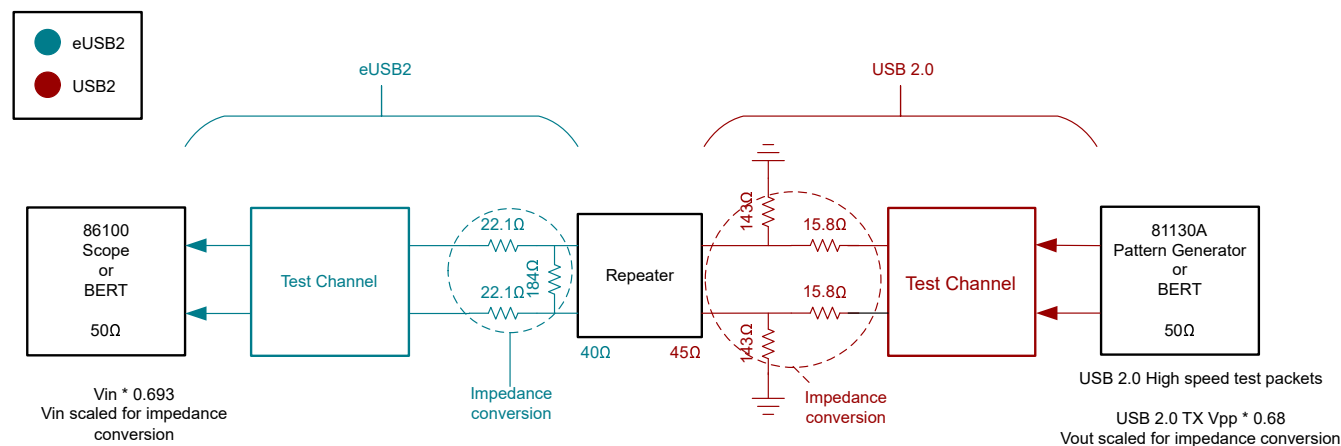 eUSB2
USB2
eUSB2
USB 2.0
86100
Scope
or
BERT
50Ω
Test Channel
22.1Ω
184Ω
22.1Ω
Repeater
40Ω
45Ω
143Ω
15.8Ω
15.8Ω
143Ω
Test Channel
81130A
Pattern Generator
or
BERT
50Ω
Vin * 0.693
Vin scaled for impedance
conversion
Impedance
conversion
Impedance
conversion
USB 2.0 High speed test packets
USB 2.0 TX Vpp * 0.68
Vout scaled for impedance conversion